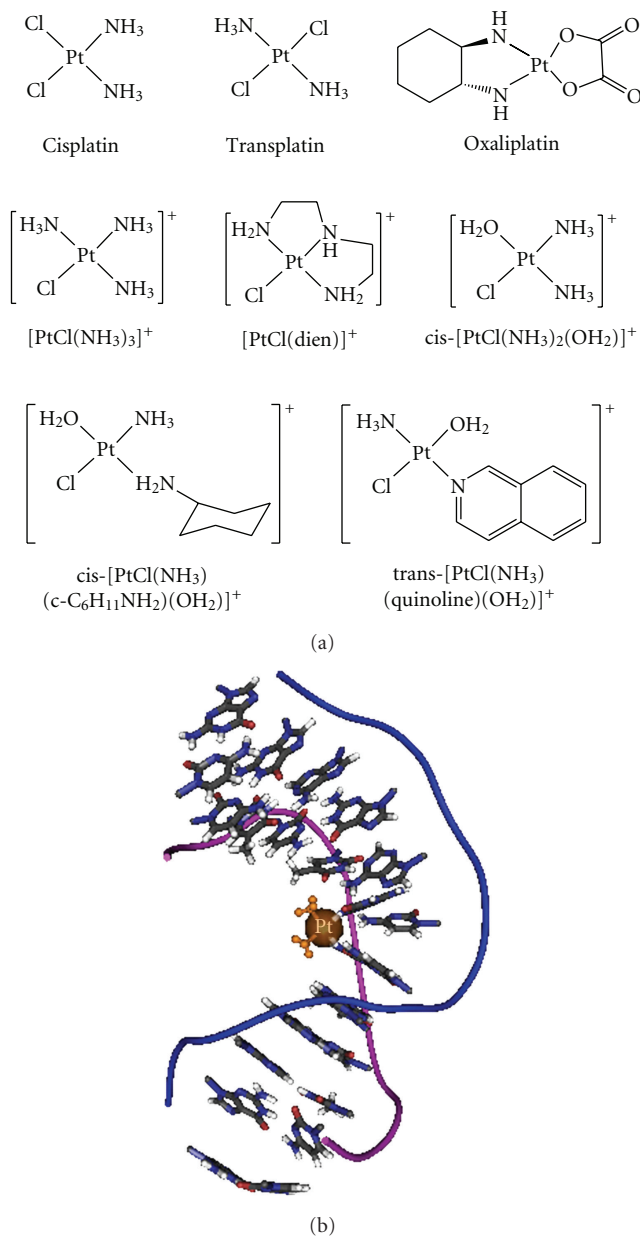 Cl NH₃
Pt
Cl NH₃
Cisplatin
H₃N Cl
Pt
Cl NH₃
Transplatin
H
N O O
Pt
N O O
H
Oxaliplatin
[ H₃N NH₃ ]⁺
Pt
Cl NH₃
[PtCl(NH₃)₃]⁺
[ H2N N ]⁺
H
Pt
Cl NH₂
[PtCl(dien)]⁺
[ H₂O NH₃ ]⁺
Pt
Cl NH₃
cis-[PtCl(NH₃)₂(OH₂)]⁺
[ H₂O NH₃ ]⁺
Pt
Cl H₂N
cis-[PtCl(NH₃)
(c-C₆H₁₁NH₂)(OH₂)]⁺
[ H₃N OH₂ ]⁺
Pt
Cl N
trans-[PtCl(NH₃)
(quinoline)(OH₂)]⁺
(a)
Pt
(b)